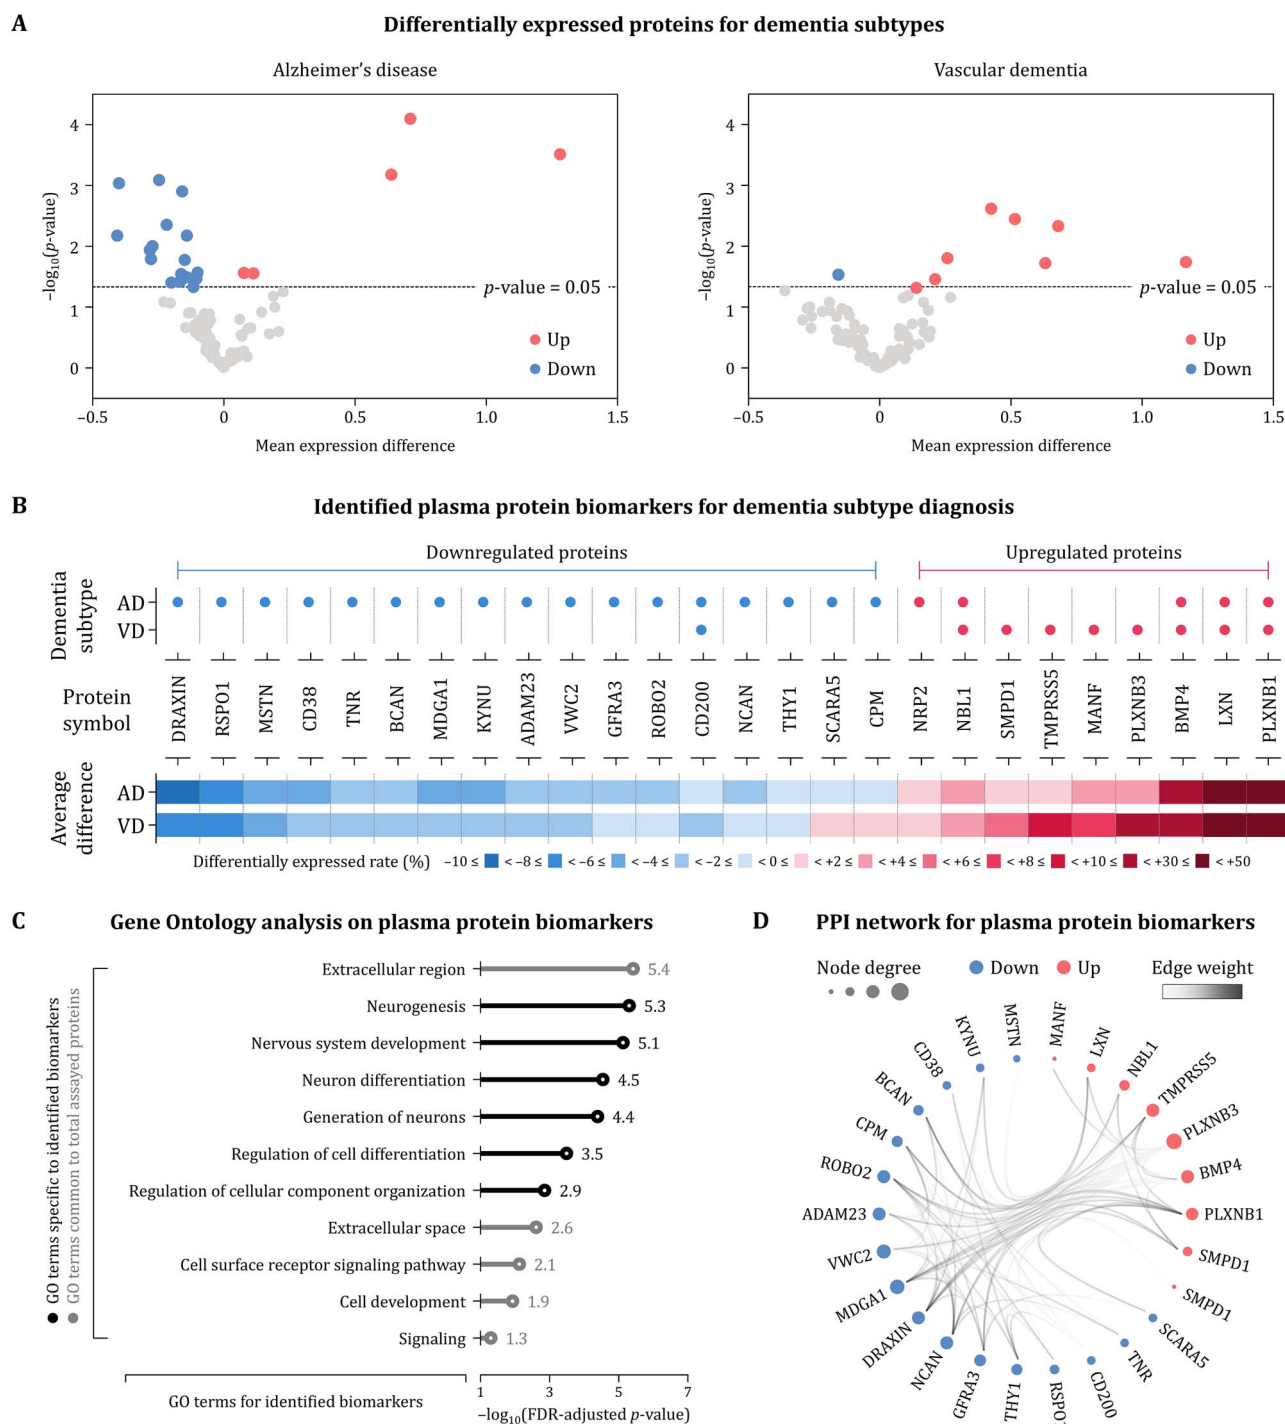 A
Differentially expressed proteins for dementia subtypes
Alzheimer's disease
Vascular dementia
4
3
2
1
0
−log10(p-value)
p-value = 0.05
Up
Down
−0.5 0 0.5 1.0 1.5
Mean expression difference
4
3
2
1
0
−log10(p-value)
p-value = 0.05
Up
Down
−0.5 0 0.5 1.0 1.5
Mean expression difference
B
Identified plasma protein biomarkers for dementia subtype diagnosis
Downregulated proteins
Upregulated proteins
Dementia
subtype
AD
VD
Protein
symbol
DRAXIN
RSPO1
MSTN
CD38
TNR
BCAN
MDGA1
KYNU
ADAM23
VWC2
GFRA3
ROBO2
CD200
NCAN
THY1
SCARA5
CPM
NRP2
NBL1
SMPD1
TMPRSS5
MANF
PLXNB3
BMP4
LXN
PLXNB1
Average
difference
AD
VD
Differentially expressed rate (%) −10 ≤ < −8 ≤ < −6 ≤ < −4 ≤ < −2 ≤ < 0 ≤ < +2 ≤ < +4 ≤ < +6 ≤ < +8 ≤ < +10 ≤ < +30 ≤ < +50
C
Gene Ontology analysis on plasma protein biomarkers
GO terms specific to identified biomarkers
GO terms common to total assayed proteins
Extracellular region 5.4
Neurogenesis 5.3
Nervous system development 5.1
Neuron differentiation 4.5
Generation of neurons 4.4
Regulation of cell differentiation 3.5
Regulation of cellular component organization 2.9
Extracellular space 2.6
Cell surface receptor signaling pathway 2.1
Cell development 1.9
Signaling 1.3
GO terms for identified biomarkers
1 3 5 7
−log10(FDR-adjusted p-value)
D
PPI network for plasma protein biomarkers
Node degree
Down
Up
Edge weight
MSTN
MANF
LXN
NBL1
TMPRSS5
PLXNB3
BMP4
PLXNB1
SMPD1
SMPD1
SCARA5
TNR
CD200
RSPO
THY1
GFRA3
NCAN
DRAXIN
MDGA1
VWC2
ADAM23
ROBO2
CPM
BCAN
CD38
KYNU